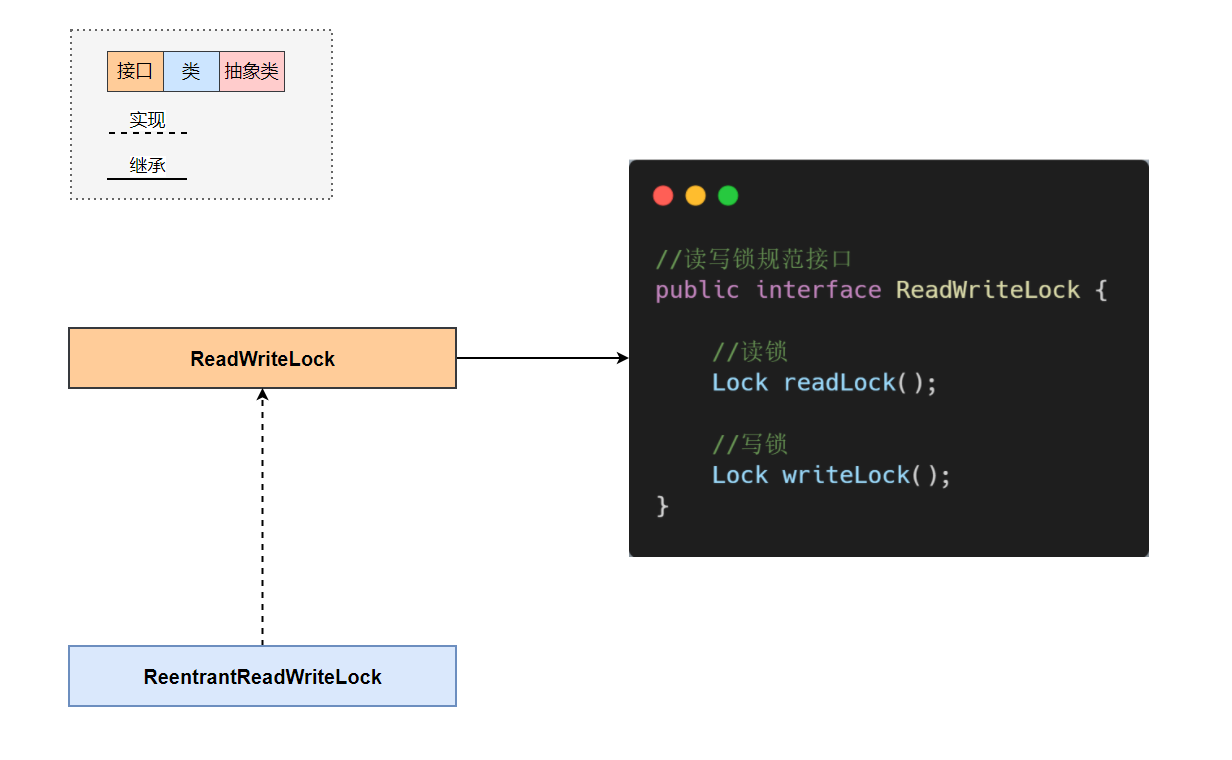 接口 类 抽象类
实现
继承
//读写锁规范接口
public interface ReadWriteLock {
//读锁
Lock readLock();
//写锁
Lock writeLock();
}
ReadWriteLock
ReentrantReadWriteLock